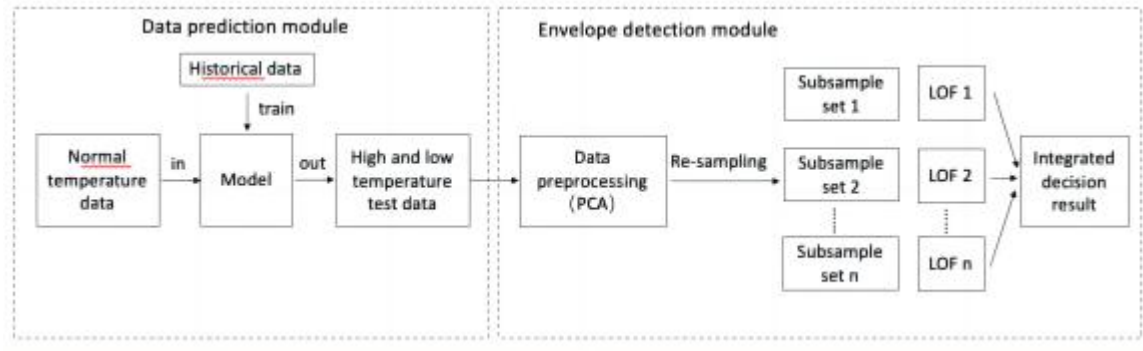 Data prediction module
Historical data
train
Normal
temperature
data
in
Model
out
High and low
temperature
test data
Envelope detection module
Data
preprocessing
(PCA)
Re-sampling
Subsample
set 1
LOF 1
Subsample
set 2
LOF 2
Subsample
set n
LOF n
Integrated
decision
result